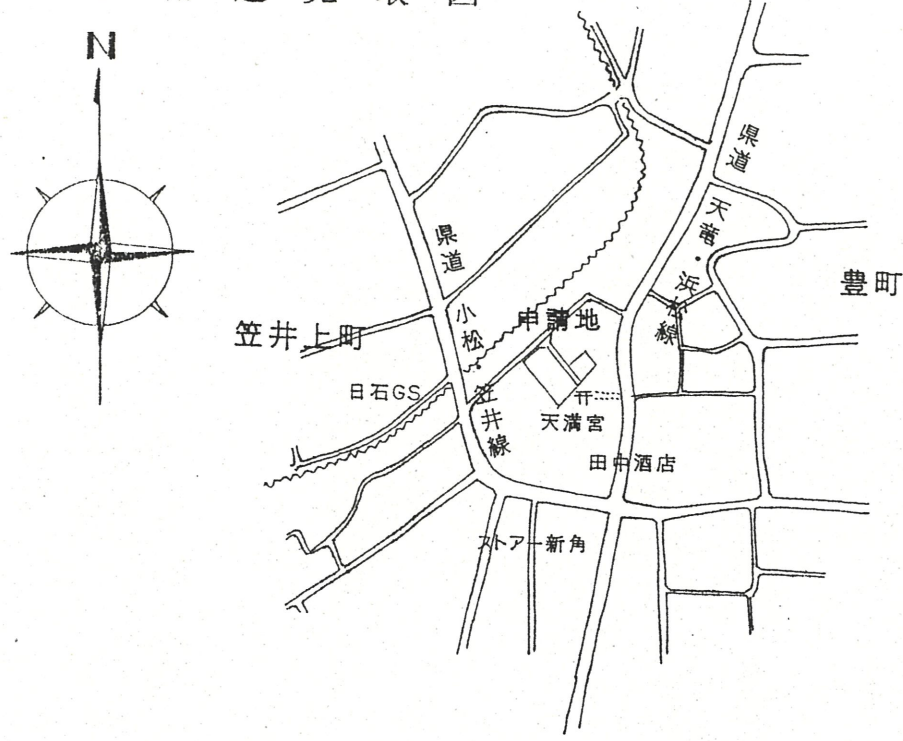 N
県道
天竜・浜松線
豊町
県道
小松・笠井線
申請地
笠井上町
日石GS
天満宮
田中酒店
ストアー新角